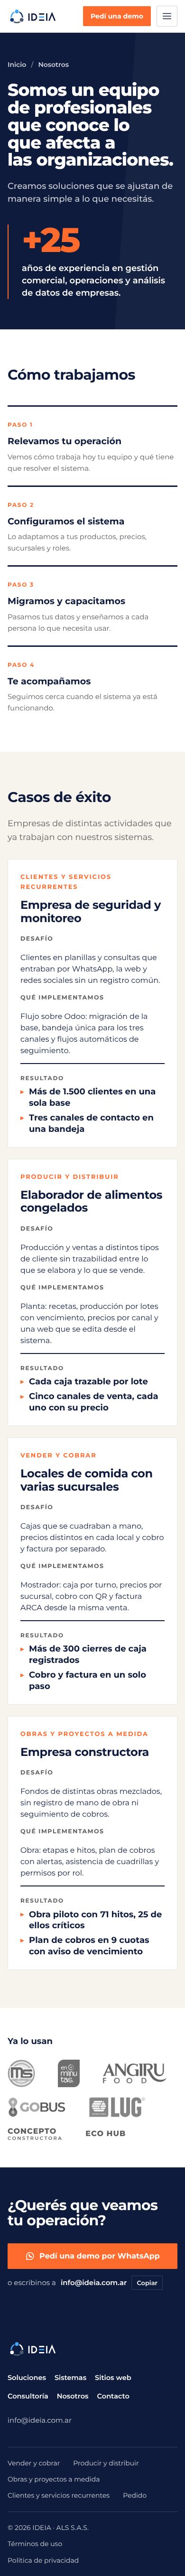 IDEIA
Pedí una demo
Inicio / Nosotros
Somos un equipo
de profesionales
que conoce lo
que afecta a
las organizaciones.
Creamos soluciones que se ajustan de
manera simple a lo que necesitás.
+25
años de experiencia en gestión
comercial, operaciones y análisis
de datos de empresas.
Cómo trabajamos
PASO 1
Relevamos tu operación
Vemos cómo trabaja hoy tu equipo y qué tiene
que resolver el sistema.
PASO 2
Configuramos el sistema
Lo adaptamos a tus productos, precios,
sucursales y roles.
PASO 3
Migramos y capacitamos
Pasamos tus datos y enseñamos a cada
persona lo que necesita usar.
PASO 4
Te acompañamos
Seguimos cerca cuando el sistema ya está
funcionando.
Casos de éxito
Empresas de distintas actividades que
ya trabajan con nuestros sistemas.
CLIENTES Y SERVICIOS
RECURRENTES
Empresa de seguridad y
monitoreo
DESAFÍO
Clientes en planillas y consultas que
entraban por WhatsApp, la web y
redes sociales sin un registro común.
QUÉ IMPLEMENTAMOS
Flujo sobre Odoo: migración de la
base, bandeja única para los tres
canales y flujos automáticos de
seguimiento.
RESULTADO
▸ Más de 1.500 clientes en una
sola base
▸ Tres canales de contacto en
una bandeja
PRODUCIR Y DISTRIBUIR
Elaborador de alimentos
congelados
DESAFÍO
Producción y ventas a distintos tipos
de cliente sin trazabilidad entre lo
que se elabora y lo que se vende.
QUÉ IMPLEMENTAMOS
Planta: recetas, producción por lotes
con vencimiento, precios por canal y
una web que se edita desde el
sistema.
RESULTADO
▸ Cada caja trazable por lote
▸ Cinco canales de venta, cada
uno con su precio
VENDER Y COBRAR
Locales de comida con
varias sucursales
DESAFÍO
Cajas que se cuadraban a mano,
precios distintos en cada local y cobro
y factura por separado.
QUÉ IMPLEMENTAMOS
Mostrador: caja por turno, precios por
sucursal, cobro con QR y factura
ARCA desde la misma venta.
RESULTADO
▸ Más de 300 cierres de caja
registrados
▸ Cobro y factura en un solo
paso
OBRAS Y PROYECTOS A MEDIDA
Empresa constructora
DESAFÍO
Fondos de distintas obras mezclados,
sin registro de mano de obra ni
seguimiento de cobros.
QUÉ IMPLEMENTAMOS
Obra: etapas e hitos, plan de cobros
con alertas, asistencia de cuadrillas y
permisos por rol.
RESULTADO
▸ Obra piloto con 71 hitos, 25 de
ellos críticos
▸ Plan de cobros en 9 cuotas
con aviso de vencimiento
Ya lo usan
ms
en minutas
ANGIRU
FOOD
GOBUS
LUC
CONCEPTO
CONSTRUCTORA
ECO HUB
¿Querés que veamos
tu operación?
Pedí una demo por WhatsApp
o escribinos a info@ideia.com.ar Copiar
IDEIA
Soluciones Sistemas Sitios web
Consultoría Nosotros Contacto
info@ideia.com.ar
Vender y cobrar Producir y distribuir
Obras y proyectos a medida
Clientes y servicios recurrentes Pedido
© 2026 IDEIA · ALS S.A.S.
Términos de uso
Política de privacidad